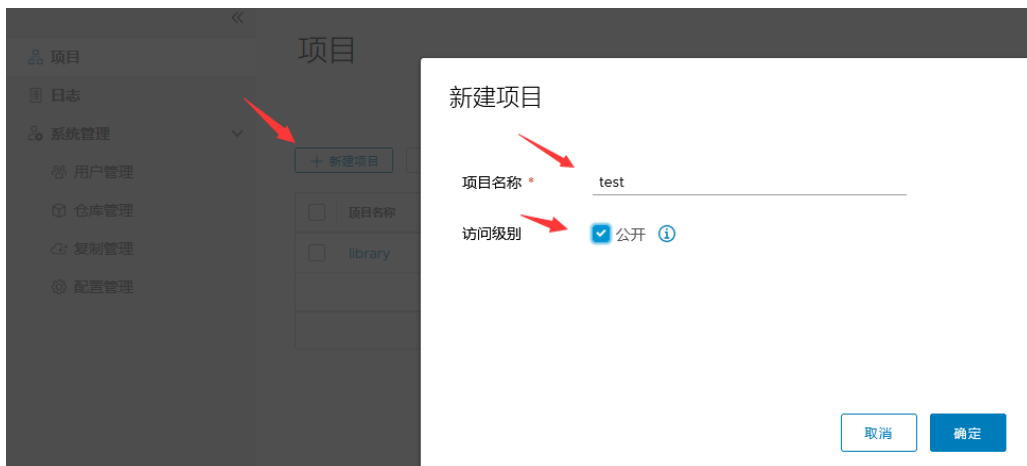 项目
日志
系统管理
用户管理
仓库管理
复制管理
配置管理
项目
+ 新建项目
项目名称
library
新建项目
项目名称 *
test
访问级别
公开
取消
确定